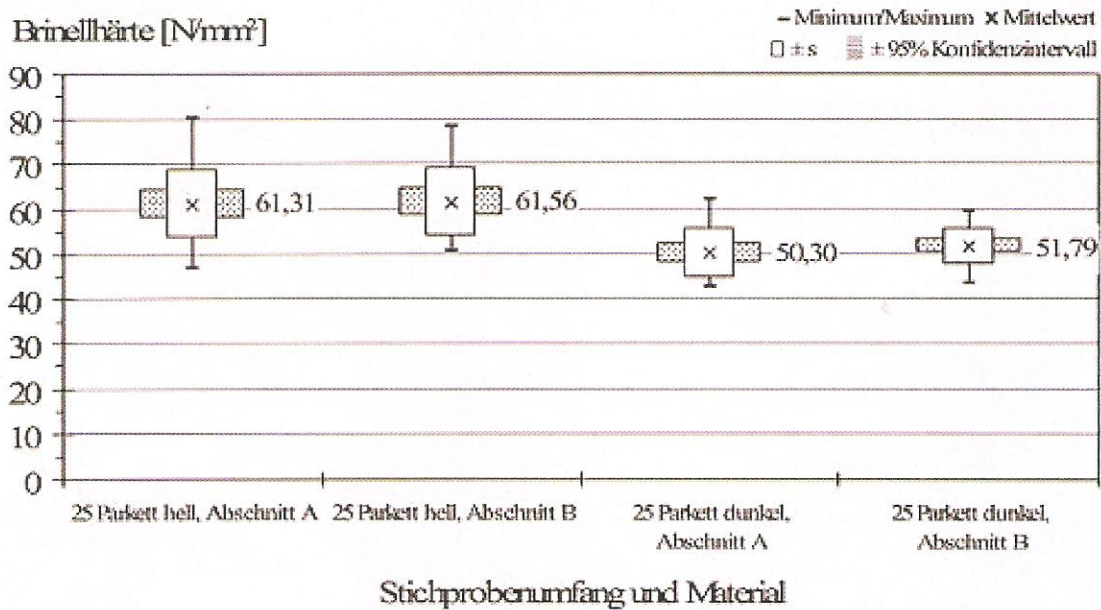 Brinellhärte [N/mm²]
– Minimum/Maximum × Mittelwert
± s ± 95% Konfidenzintervall
90
80
70
60
50
40
30
20
10
0
61,31
61,56
50,30
51,79
25 Parkett hell, Abschnitt A
25 Parkett hell, Abschnitt B
25 Parkett dunkel,
Abschnitt A
25 Parkett dunkel,
Abschnitt B
Stichprobenumfang und Material